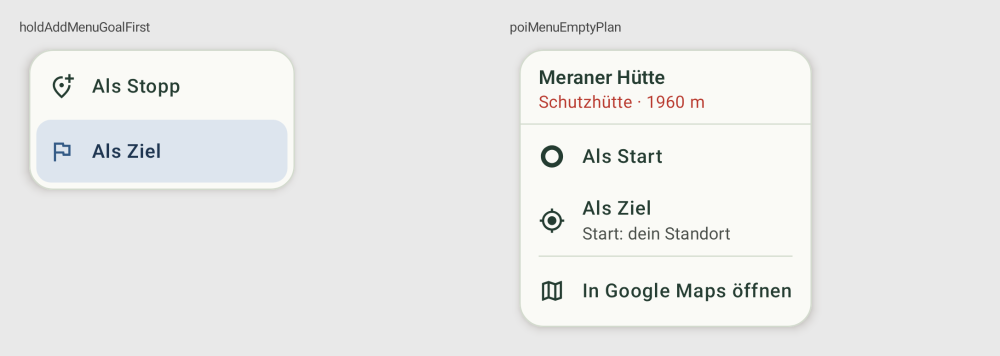 holdAddMenuGoalFirst
Als Stopp
Als Ziel
poiMenuEmptyPlan
Meraner Hütte
Schutzhütte · 1960 m
Als Start
Als Ziel
Start: dein Standort
In Google Maps öffnen